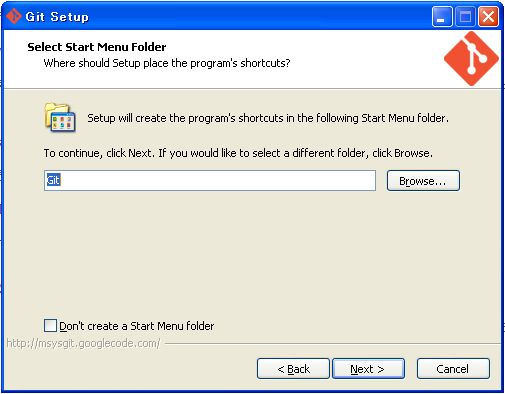 Git Setup
Select Start Menu Folder
Where should Setup place the program's shortcuts?
Setup will create the program's shortcuts in the following Start Menu folder.
To continue, click Next. If you would like to select a different folder, click Browse.
Git
Browse...
Don't create a Start Menu folder
http://msysgit.googlecode.com/
< Back
Next >
Cancel